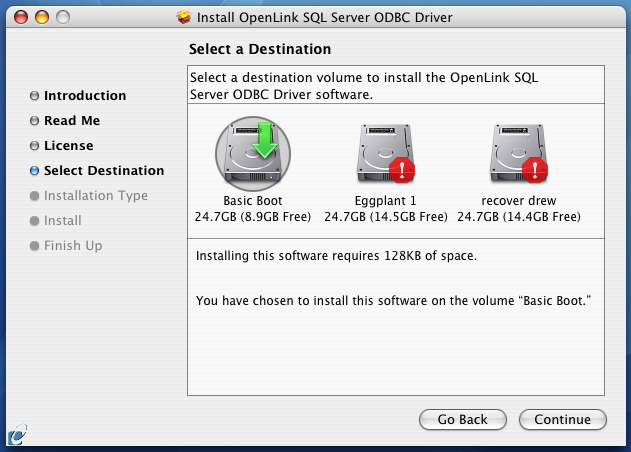 Install OpenLink SQL Server ODBC Driver
Select a Destination
Introduction
Read Me
License
Select Destination
Installation Type
Install
Finish Up
Select a destination volume to install the OpenLink SQL
Server ODBC Driver software.
Basic Boot
24.7GB (8.9GB Free)
Eggplant 1
24.7GB (14.5GB Free)
recover drew
24.7GB (14.4GB Free)
Installing this software requires 128KB of space.
You have chosen to install this software on the volume “Basic Boot.”
Go Back
Continue